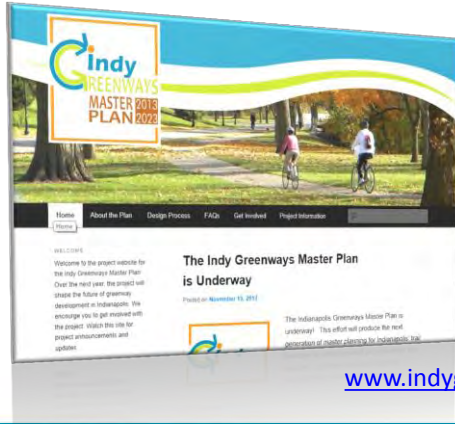 indy
GREENWAYS
MASTER 2013
PLAN 2023
Home About the Plan Design Process FAQs Get Involved Project Information
Home
WELCOME
Welcome to the project website for
the Indy Greenways Master Plan
Over the next year, the project will
shape the future of greenway
development in Indianapolis. We
encourage you to get involved with
the project. Watch this site for
project announcements and
updates.
The Indy Greenways Master Plan
is Underway
Posted on November 15, 2012
The Indianapolis Greenways Master Plan is
underway! This effort will produce the next
generation of master planning for Indianapolis' trail
www.indyg